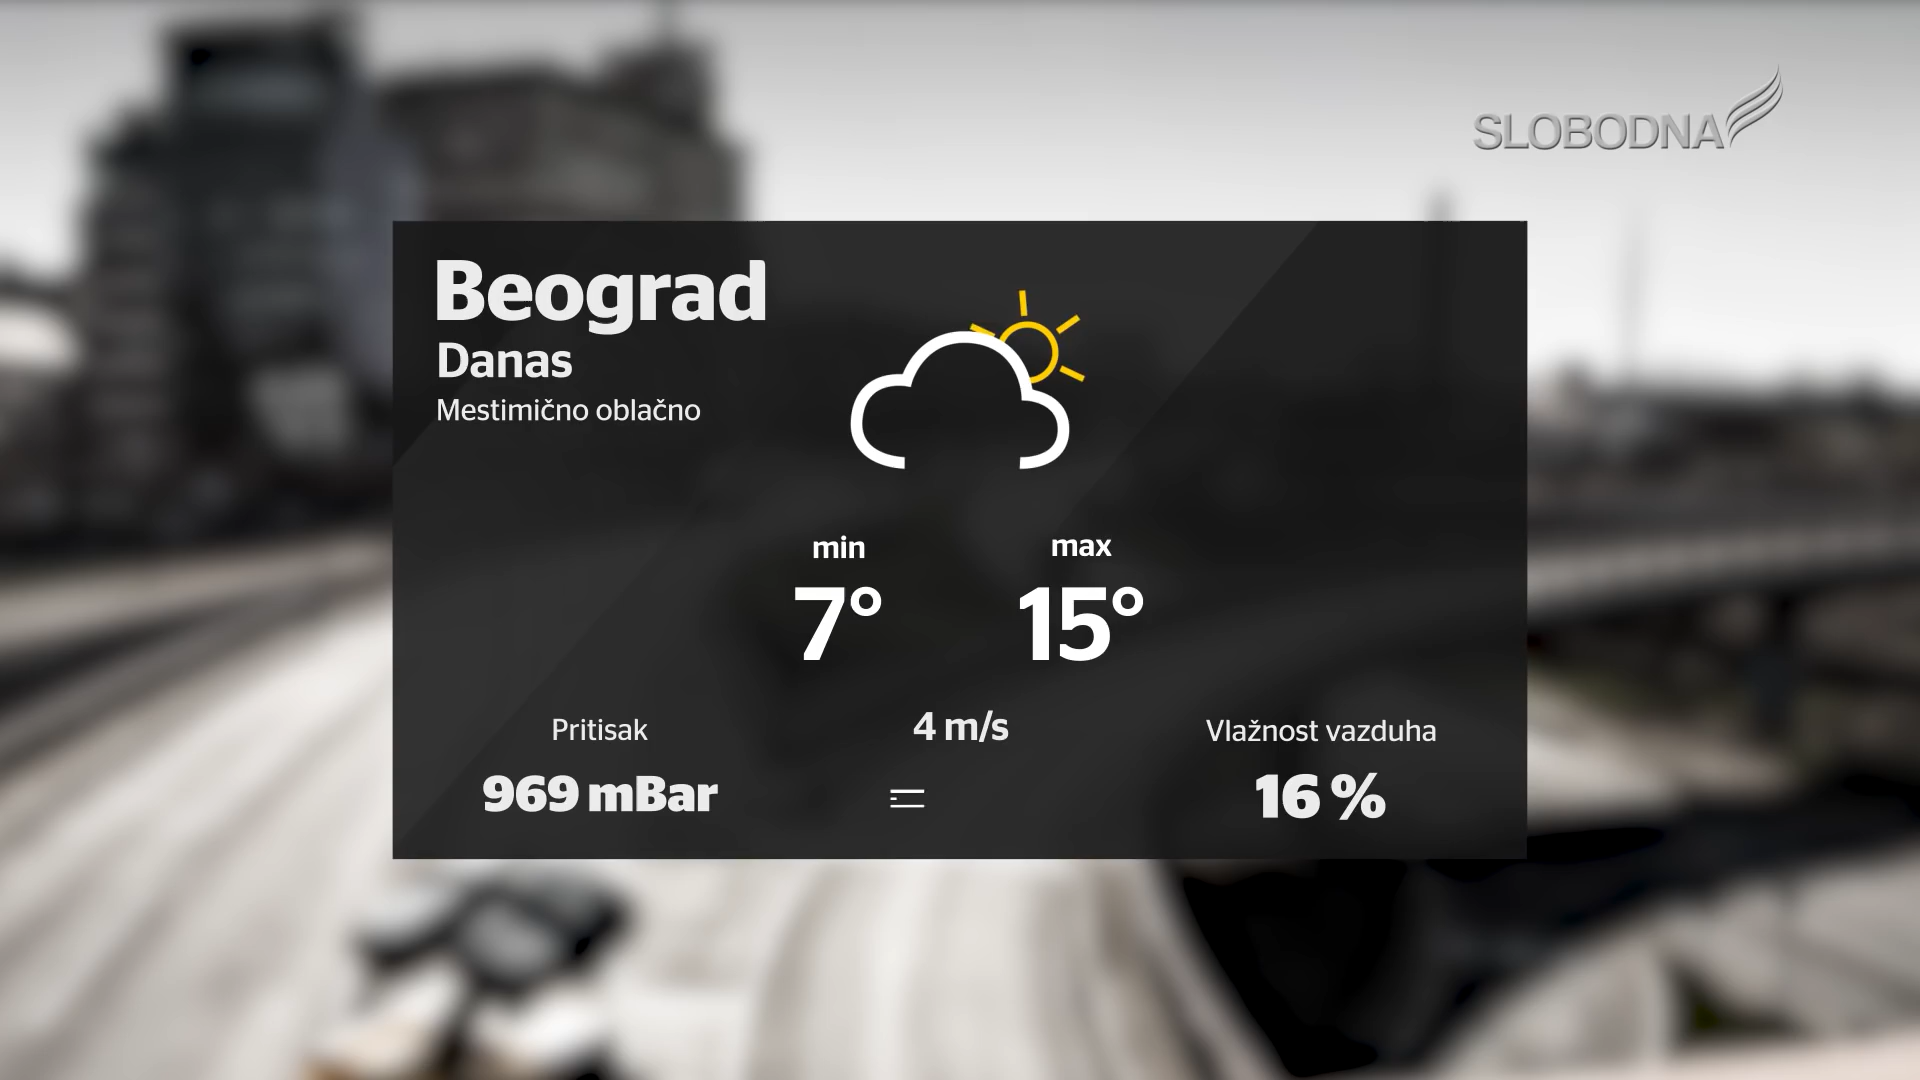 SLOBODNA
Beograd
Danas
Mestimično oblačno
min
max
7°
15°
Pritisak
4 m/s
Vlažnost vazduha
969 mBar
16 %